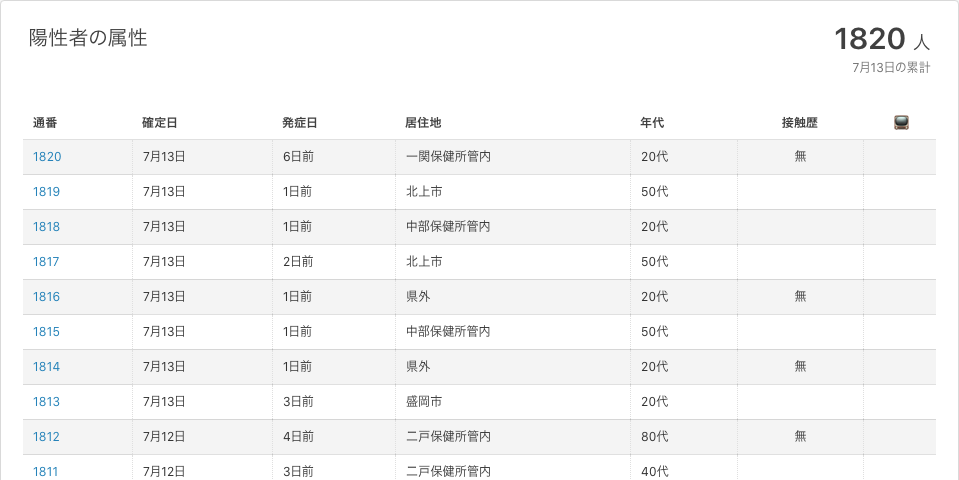 陽性者の属性
1820 人
7月13日の累計
通番 確定日 発症日 居住地 年代 接触歴
1820 7月13日 6日前 一関保健所管内 20代 無
1819 7月13日 1日前 北上市 50代
1818 7月13日 1日前 中部保健所管内 20代
1817 7月13日 2日前 北上市 50代
1816 7月13日 1日前 県外 20代 無
1815 7月13日 1日前 中部保健所管内 50代
1814 7月13日 1日前 県外 20代 無
1813 7月13日 3日前 盛岡市 20代
1812 7月12日 4日前 二戸保健所管内 80代 無
1811 7月12日 3日前 二戸保健所管内 40代